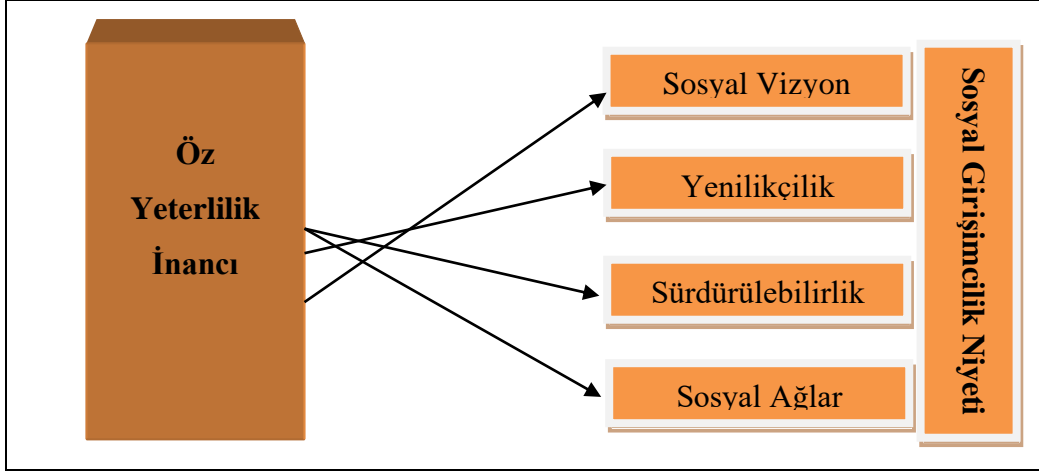 Öz
Yeterlilik
İnancı
Sosyal Vizyon
Yenilikçilik
Sürdürülebilirlik
Sosyal Ağlar
Sosyal Girişimcilik Niyeti